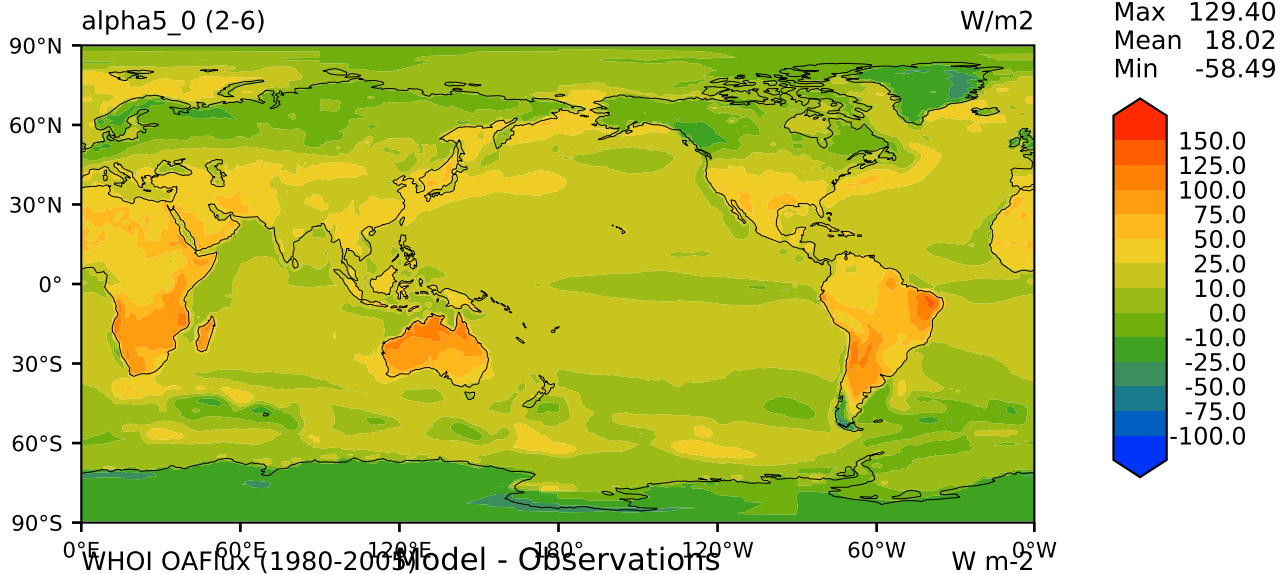 alpha5_0 (2-6)
W/m2
Max 129.40
Mean 18.02
Min -58.49
90°N
60°N
30°N
0°
30°S
60°S
90°S
0°E
60°E
120°E
180°
120°W
60°W
0°W
150.0
125.0
100.0
75.0
50.0
25.0
10.0
0.0
-10.0
-25.0
-50.0
-75.0
-100.0
WHOI OAFlux (1980-2005)
Model - Observations
W m-2